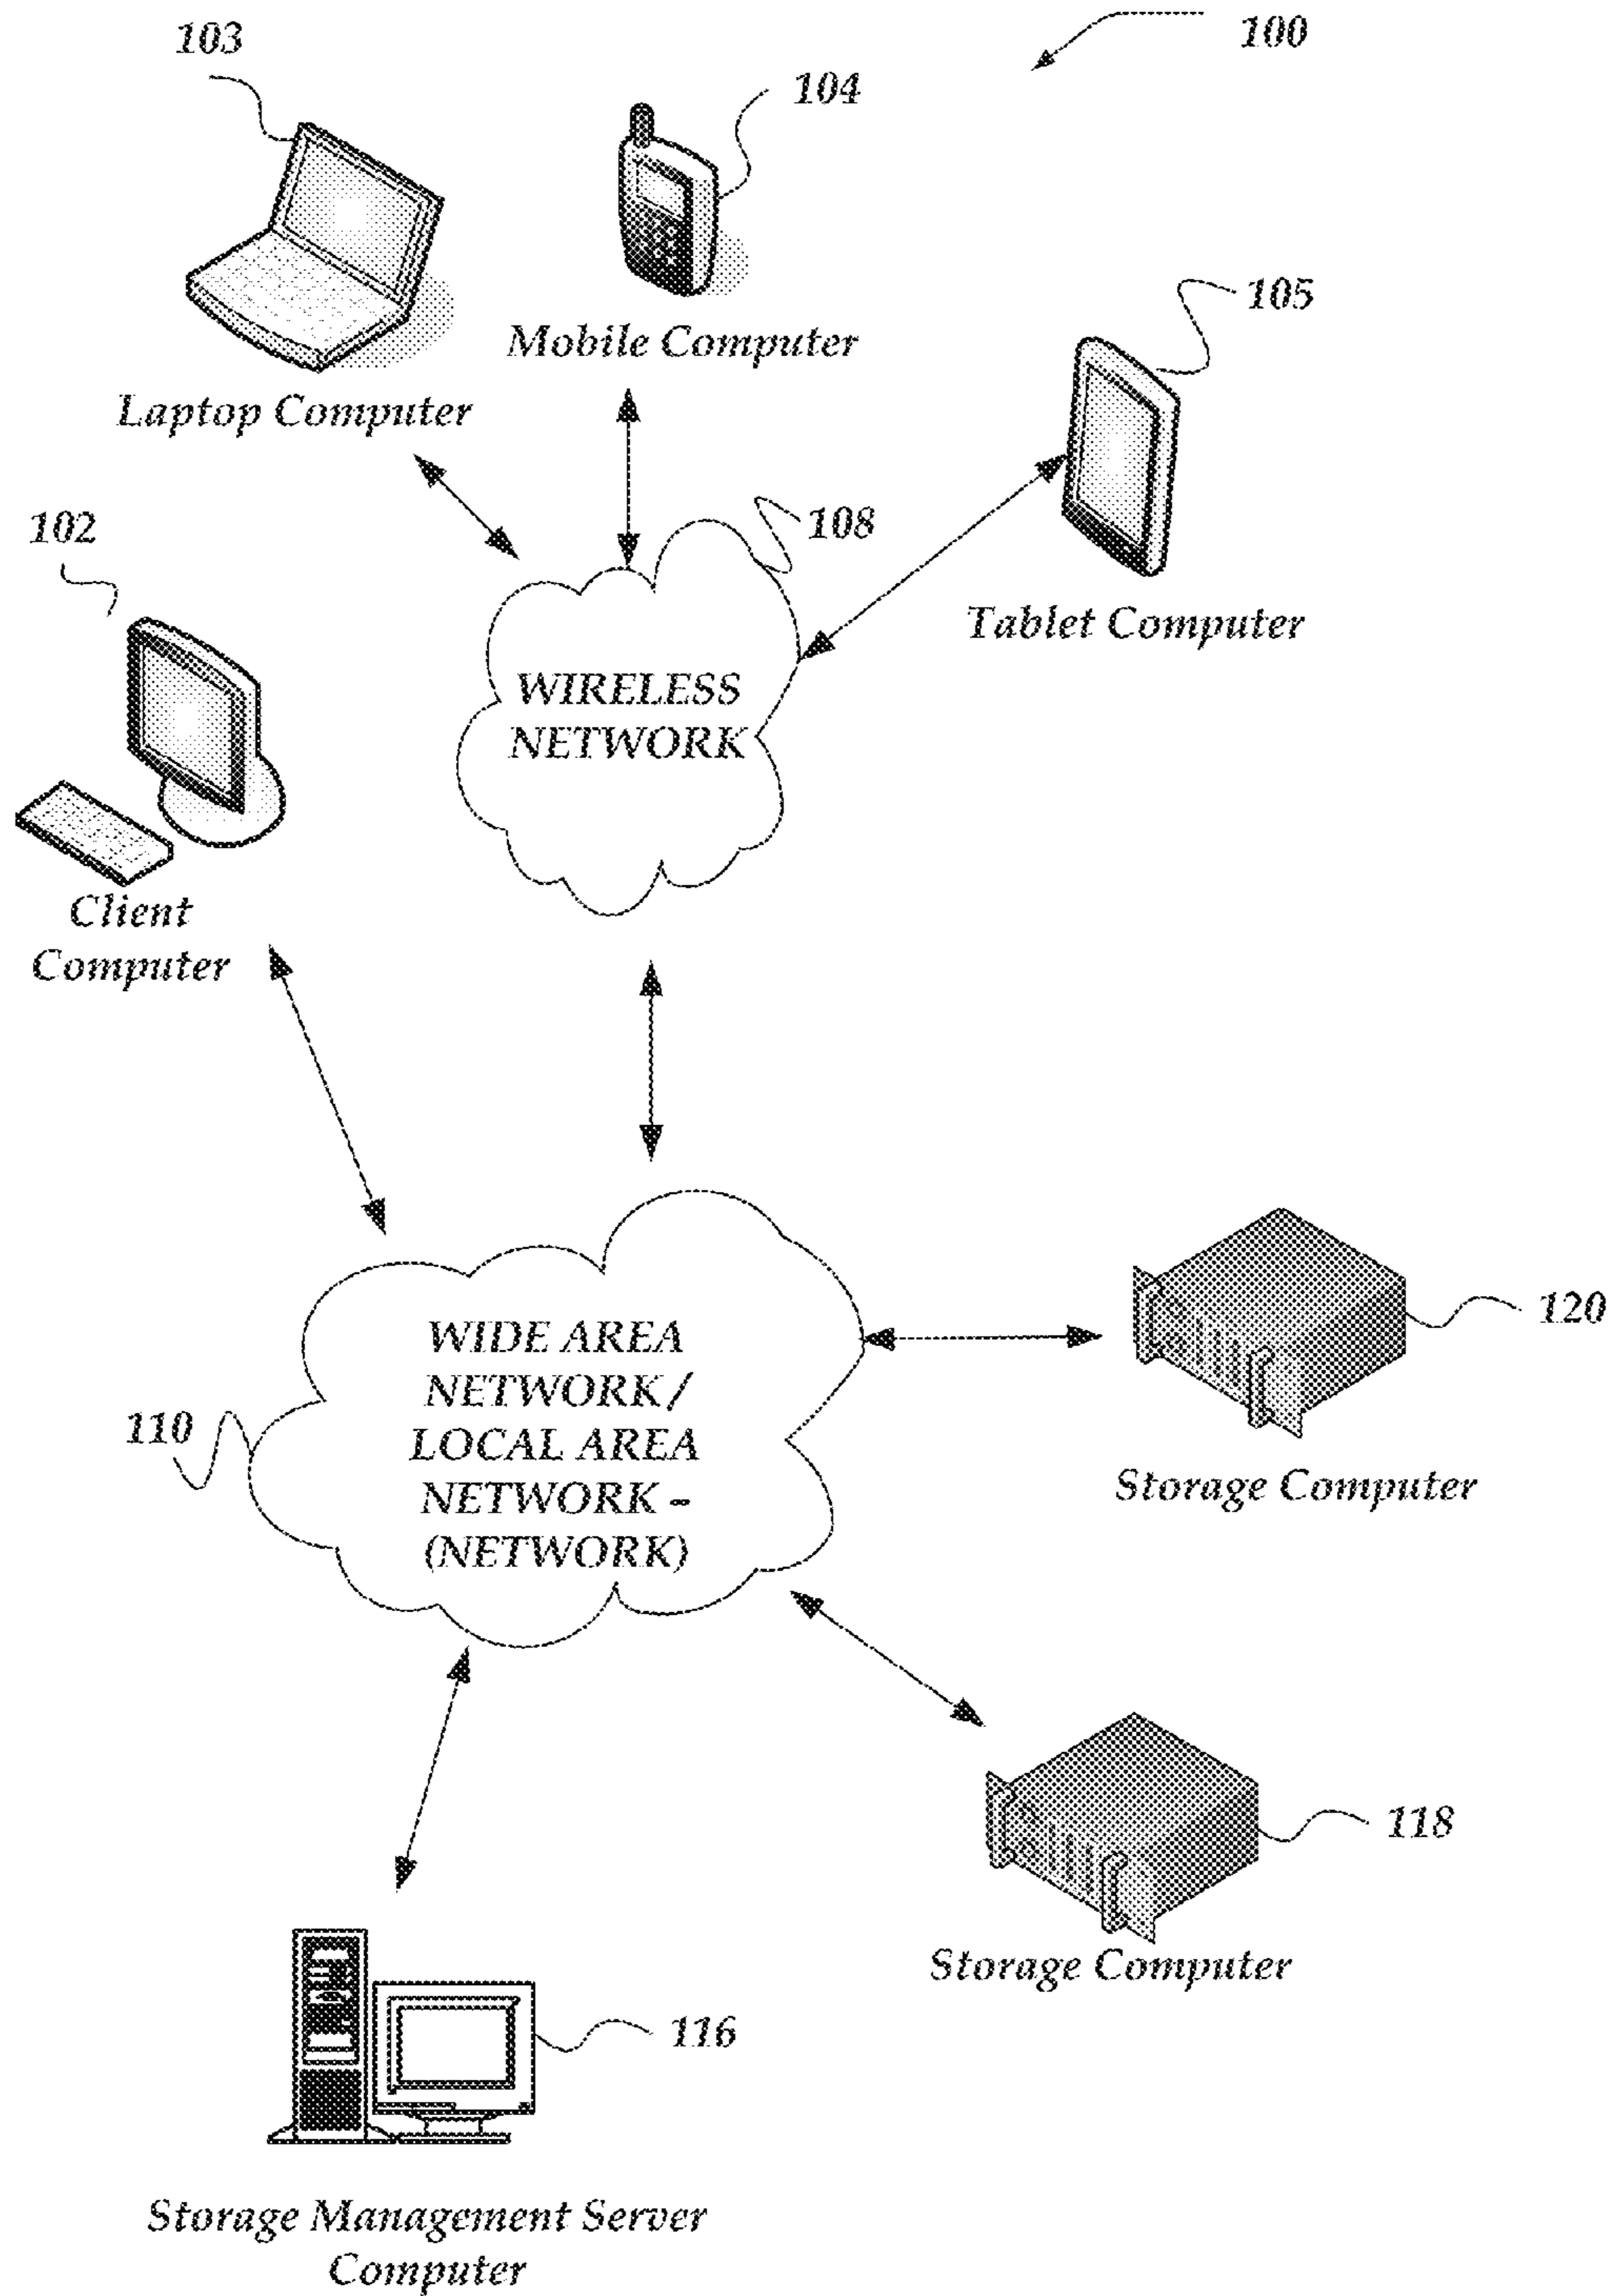 100
103
104
Mobile Computer
105
Laptop Computer
108
102
Tablet Computer
WIRELESS
NETWORK
Client
Computer
120
WIDE AREA
NETWORK/
LOCAL AREA
NETWORK -
(NETWORK)
110
Storage Computer
118
Storage Computer
116
Storage Management Server
Computer